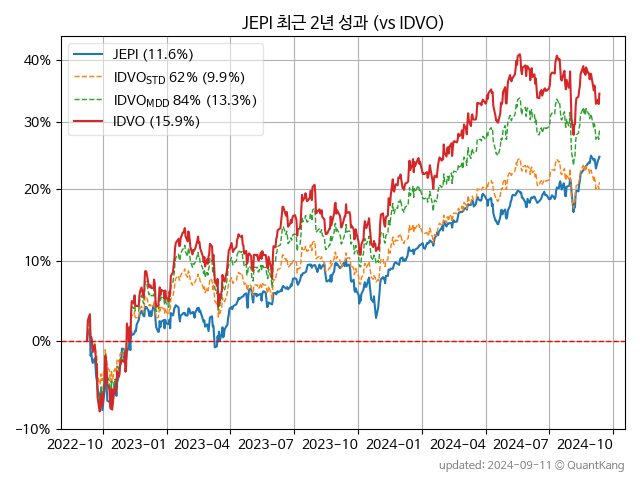 JEPI 최근 2년 성과 (vs IDVO)
JEPI (11.6%)
IDVO_STD 62% (9.9%)
IDVO_MDD 84% (13.3%)
IDVO (15.9%)
40%
30%
20%
10%
0%
−10%
2022-10 2023-01 2023-04 2023-07 2023-10 2024-01 2024-04 2024-07 2024-10
updated: 2024-09-11 © QuantKang